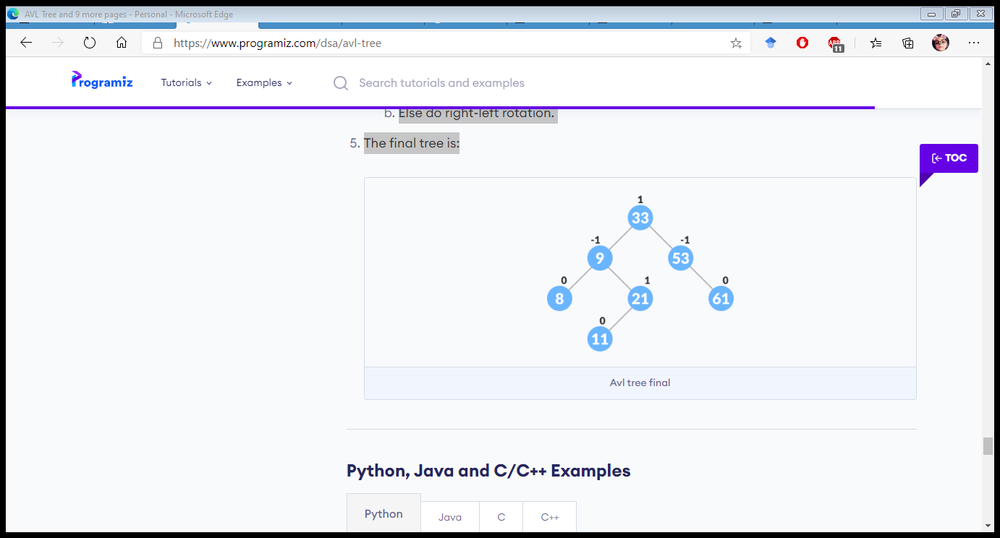 AVL Tree and 9 more pages - Personal - Microsoft Edge
https://www.programiz.com/dsa/avl-tree
11
Programiz
Tutorials
Examples
Search tutorials and examples
b. Else do right-left rotation.
5. The final tree is:
TOC
1
33
-1
-1
9
53
0
1
0
8
21
61
0
11
Avl tree final
Python, Java and C/C++ Examples
Python
Java
C
C++